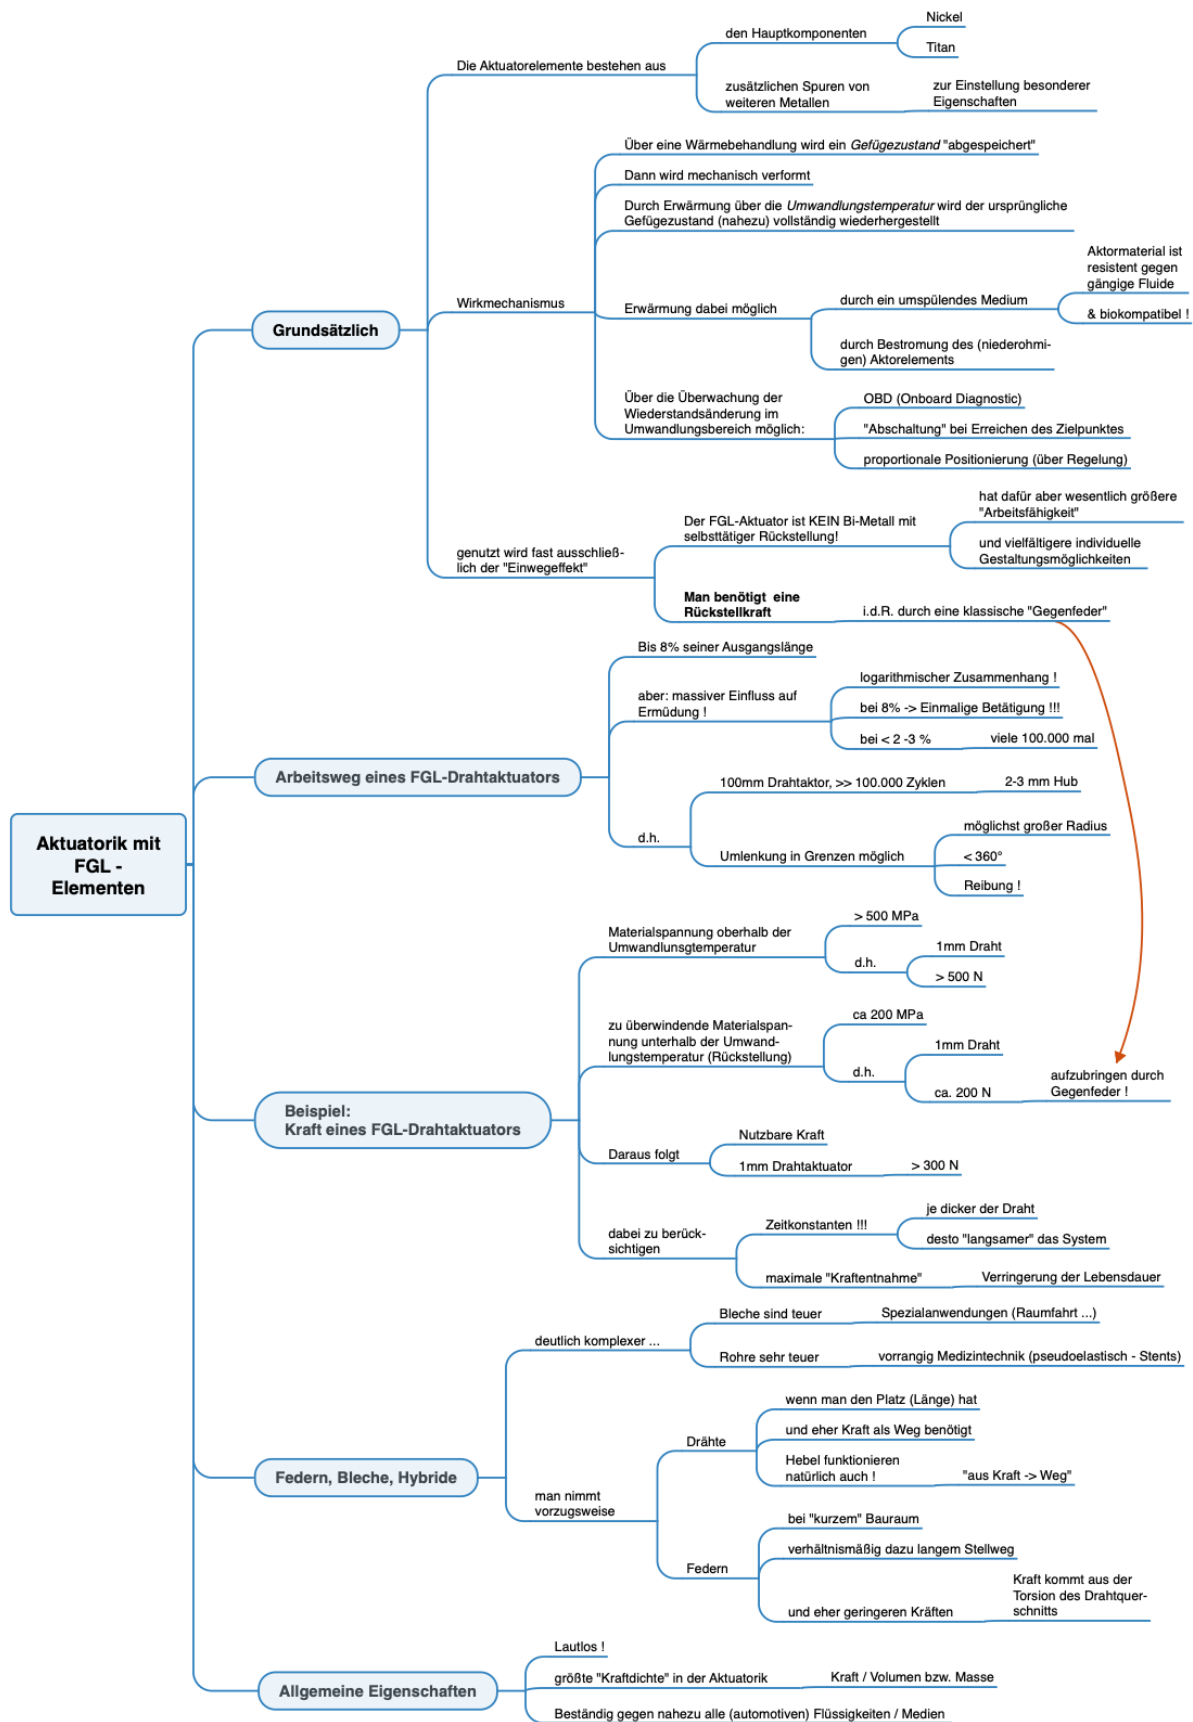 Aktuatorik mit
FGL -
Elementen
Grundsätzlich
Die Aktuatorelemente bestehen aus
den Hauptkomponenten
Nickel
Titan
zusätzlichen Spuren von
weiteren Metallen
zur Einstellung besonderer
Eigenschaften
Wirkmechanismus
Über eine Wärmebehandlung wird ein Gefügezustand "abgespeichert"
Dann wird mechanisch verformt
Durch Erwärmung über die Umwandlungstemperatur wird der ursprüngliche
Gefügezustand (nahezu) vollständig wiederhergestellt
Erwärmung dabei möglich
durch ein umspülendes Medium
Aktormaterial ist
resistent gegen
gängige Fluide
& biokompatibel !
durch Bestromung des (niederohmi-
gen) Aktorelements
Über die Überwachung der
Wiederstandsänderung im
Umwandlungsbereich möglich:
OBD (Onboard Diagnostic)
"Abschaltung" bei Erreichen des Zielpunktes
proportionale Positionierung (über Regelung)
genutzt wird fast ausschließ-
lich der "Einwegeffekt"
Der FGL-Aktuator ist KEIN Bi-Metall mit
selbsttätiger Rückstellung!
hat dafür aber wesentlich größere
"Arbeitsfähigkeit"
und vielfältigere individuelle
Gestaltungsmöglichkeiten
Man benötigt eine
Rückstellkraft
i.d.R. durch eine klassische "Gegenfeder"
Arbeitsweg eines FGL-Drahtaktuators
Bis 8% seiner Ausgangslänge
aber: massiver Einfluss auf
Ermüdung !
logarithmischer Zusammenhang !
bei 8% -> Einmalige Betätigung !!!
bei < 2 -3 %
viele 100.000 mal
d.h.
100mm Drahtaktor, >> 100.000 Zyklen
2-3 mm Hub
Umlenkung in Grenzen möglich
möglichst großer Radius
< 360°
Reibung !
Beispiel:
Kraft eines FGL-Drahtaktuators
Materialspannung oberhalb der
Umwandlunsgtemperatur
> 500 MPa
d.h.
1mm Draht
> 500 N
zu überwindende Materialspan-
nung unterhalb der Umwand-
lungstemperatur (Rückstellung)
ca 200 MPa
d.h.
1mm Draht
ca. 200 N
aufzubringen durch
Gegenfeder !
Daraus folgt
Nutzbare Kraft
1mm Drahtaktuator
> 300 N
dabei zu berück-
sichtigen
Zeitkonstanten !!!
je dicker der Draht
desto "langsamer" das System
maximale "Kraftentnahme"
Verringerung der Lebensdauer
Federn, Bleche, Hybride
deutlich komplexer ...
Bleche sind teuer
Spezialanwendungen (Raumfahrt ...)
Rohre sehr teuer
vorrangig Medizintechnik (pseudoelastisch - Stents)
man nimmt
vorzugsweise
Drähte
wenn man den Platz (Länge) hat
und eher Kraft als Weg benötigt
Hebel funktionieren
natürlich auch !
"aus Kraft -> Weg"
Federn
bei "kurzem" Bauraum
verhältnismäßig dazu langem Stellweg
und eher geringeren Kräften
Kraft kommt aus der
Torsion des Drahtquer-
schnitts
Allgemeine Eigenschaften
Lautlos !
größte "Kraftdichte" in der Aktuatorik
Kraft / Volumen bzw. Masse
Beständig gegen nahezu alle (automotiven) Flüssigkeiten / Medien